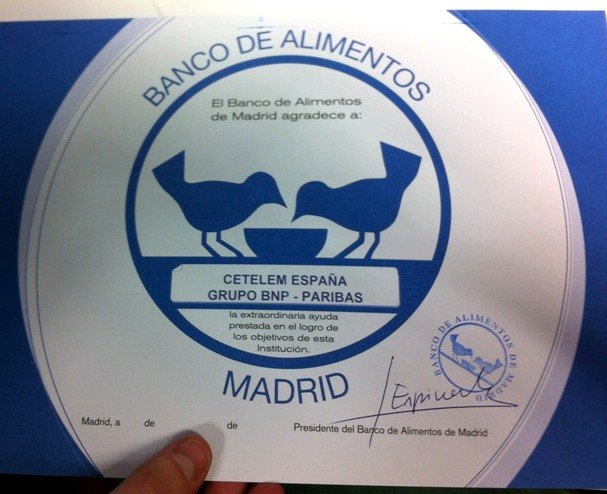 BANCO DE ALIMENTOS
El Banco de Alimentos
de Madrid agradece a:
CETELEM ESPAÑA
GRUPO BNP - PARIBAS
la extraordinaria ayuda
prestada en el logro de
los objetivos de esta
Institución.
MADRID
BANCO DE ALIMENTOS DE MADRID
Madrid, a de de
Presidente del Banco de Alimentos de Madrid